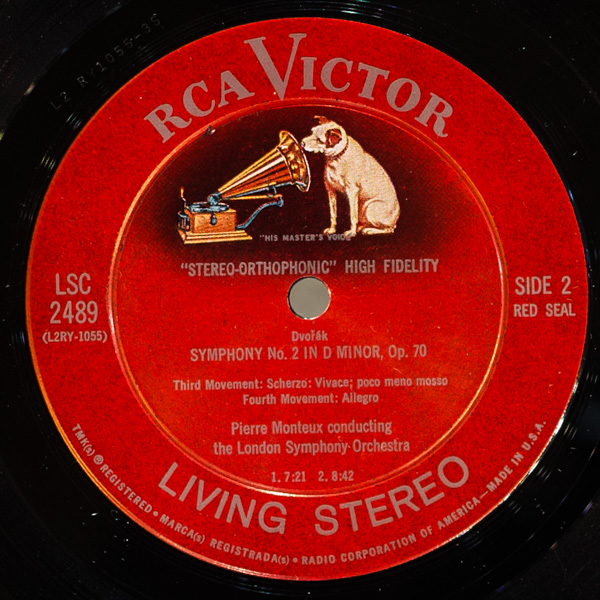 L2 RY-1055-3S
RCA VICTOR
"HIS MASTER'S VOICE"
"STEREO-ORTHOPHONIC" HIGH FIDELITY
LSC
2489
(L2RY-1055)
SIDE 2
RED SEAL
Dvořák
SYMPHONY No. 2 IN D MINOR, Op. 70
Third Movement: Scherzo: Vivace; poco meno mosso
Fourth Movement: Allegro
Pierre Monteux conducting
the London Symphony Orchestra
1. 7:21 2. 8:42
LIVING STEREO
TMK(s) ® REGISTERED • MARCA(s) REGISTRADA(s) • RADIO CORPORATION OF AMERICA—MADE IN U.S.A.